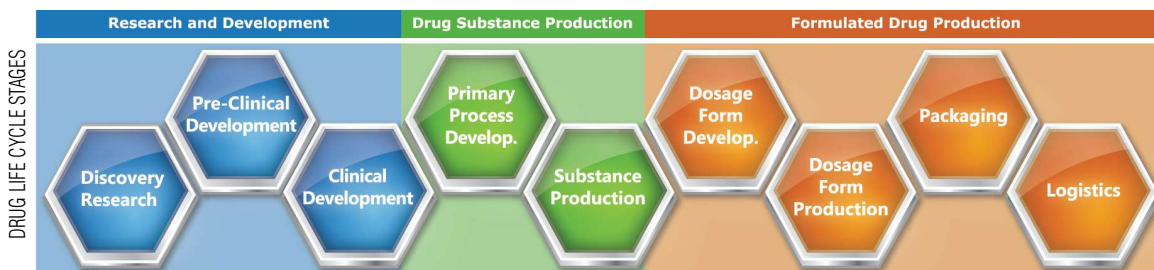 Research and Development
Drug Substance Production
Formulated Drug Production
DRUG LIFE CYCLE STAGES
Discovery
Research
Pre-Clinical
Development
Clinical
Development
Primary
Process
Develop.
Substance
Production
Dosage
Form
Develop.
Dosage
Form
Production
Packaging
Logistics